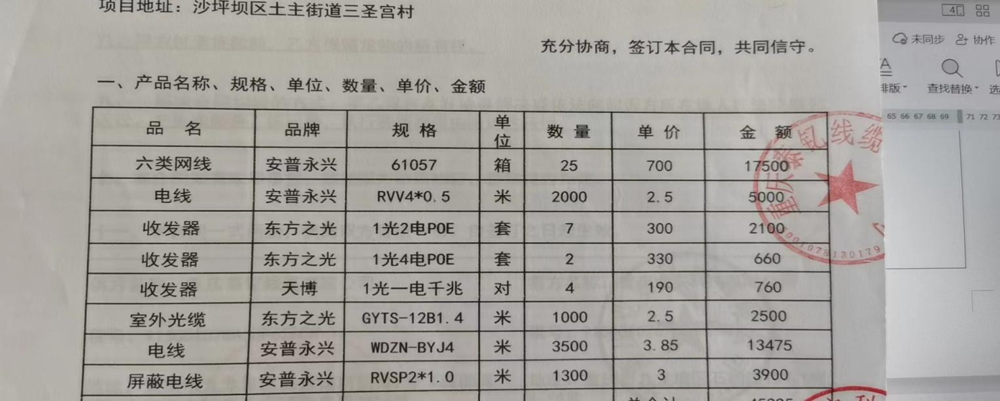 项目地址：沙坪坝区土主街道三圣宫村
充分协商，签订本合同，共同信守。
一、产品名称、规格、单位、数量、单价、金额
品 名 品牌 规 格 单位 数 量 单 价 金 额
六类网线 安普永兴 61057 箱 25 700 17500
电线 安普永兴 RVV4*0.5 米 2000 2.5 5000
收发器 东方之光 1光2电POE 套 7 300 2100
收发器 东方之光 1光4电POE 套 2 330 660
收发器 天博 1光一电千兆 对 4 190 760
室外光缆 东方之光 GYTS-12B1.4 米 1000 2.5 2500
电线 安普永兴 WDZN-BYJ4 米 3500 3.85 13475
屏蔽电线 安普永兴 RVSP2*1.0 米 1300 3 3900
重庆泰钆线缆
5001078130179
未同步 协作
排版 查找替换 选
65 66 67 68 69 71 72 73